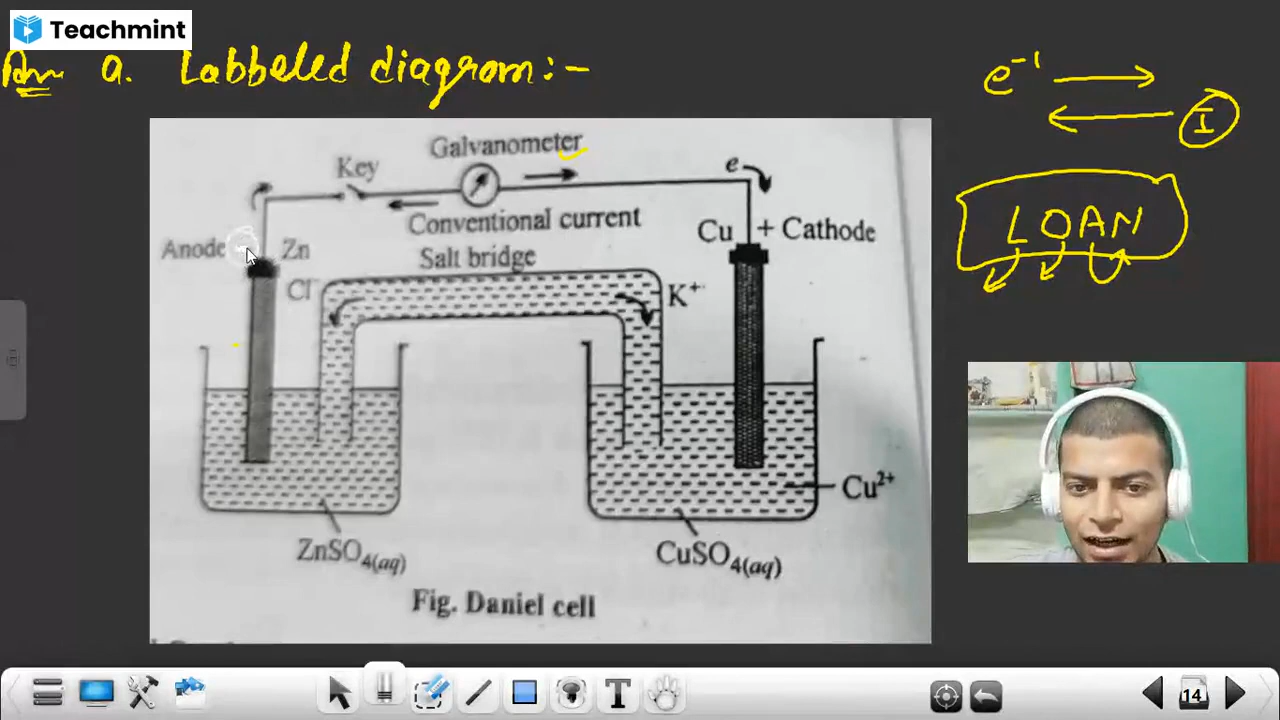 Teachmint
Ans a. Labbeled diagram:-
e⁻¹
I
LOAN
Galvanometer
Key
e
Conventional current
Cu + Cathode
Anode
Zn
Salt bridge
Cl⁻
K⁺
Cu²⁺
ZnSO₄(aq)
CuSO₄(aq)
Fig. Daniel cell
14